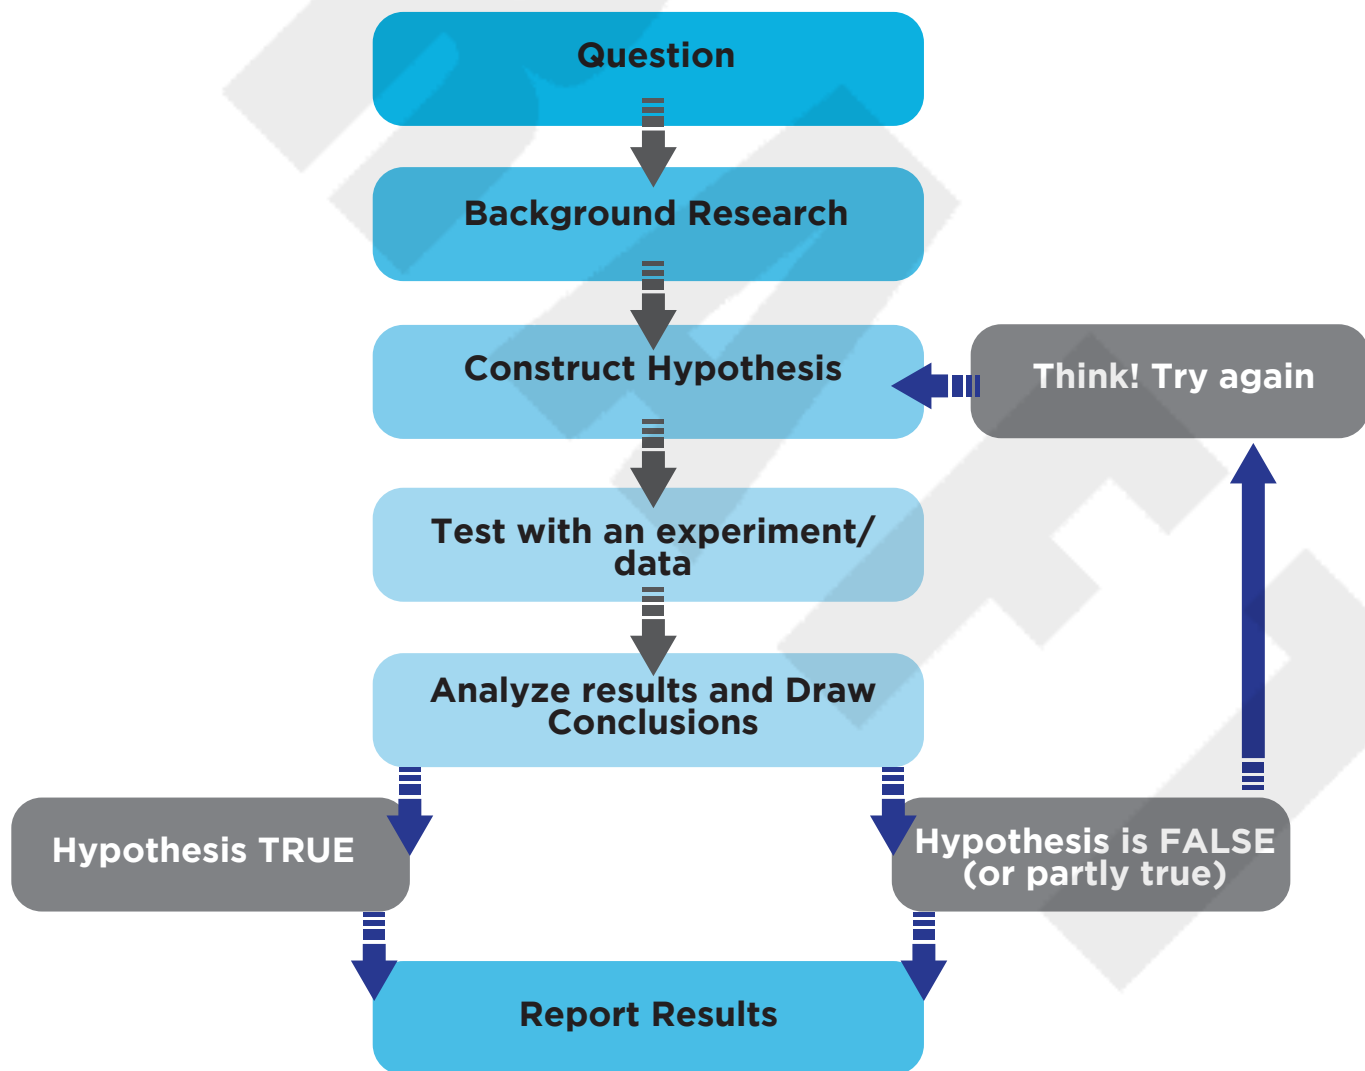 Question
Background Research
Construct Hypothesis
Think! Try again
Test with an experiment/
data
Analyze results and Draw
Conclusions
Hypothesis TRUE
Hypothesis is FALSE
(or partly true)
Report Results